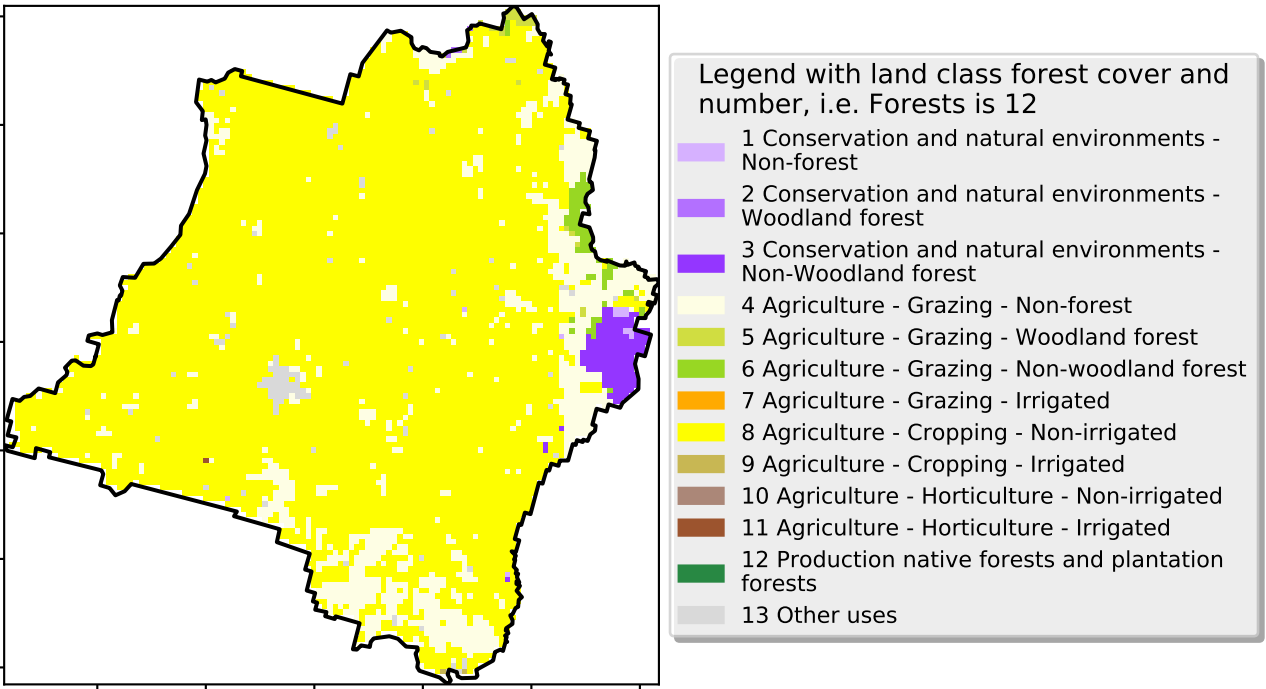 Legend with land class forest cover and
number, i.e. Forests is 12
1 Conservation and natural environments -
Non-forest
2 Conservation and natural environments -
Woodland forest
3 Conservation and natural environments -
Non-Woodland forest
4 Agriculture - Grazing - Non-forest
5 Agriculture - Grazing - Woodland forest
6 Agriculture - Grazing - Non-woodland forest
7 Agriculture - Grazing - Irrigated
8 Agriculture - Cropping - Non-irrigated
9 Agriculture - Cropping - Irrigated
10 Agriculture - Horticulture - Non-irrigated
11 Agriculture - Horticulture - Irrigated
12 Production native forests and plantation
forests
13 Other uses